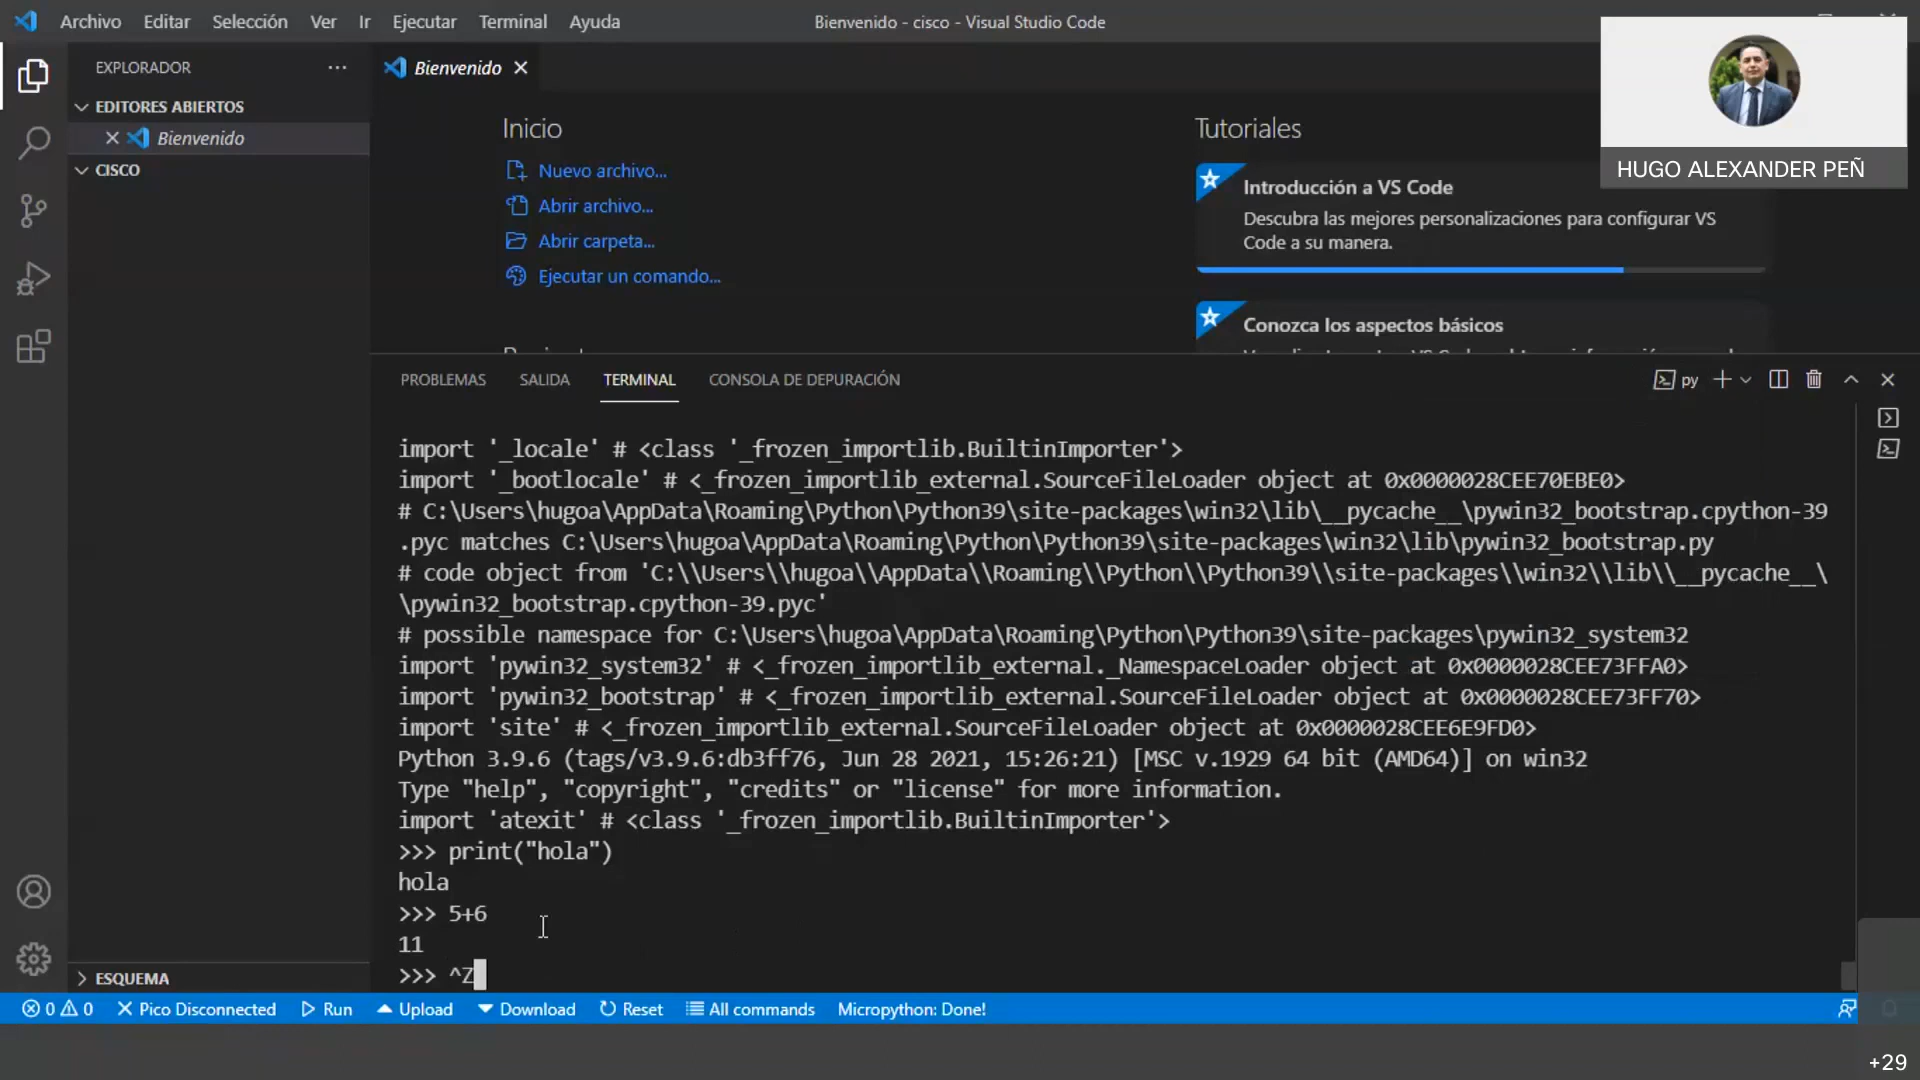 Archivo Editar Selección Ver Ir Ejecutar Terminal Ayuda
Bienvenido - cisco - Visual Studio Code
HUGO ALEXANDER PEÑ
EXPLORADOR
EDITORES ABIERTOS
Bienvenido
CISCO
ESQUEMA
Bienvenido
Inicio
Nuevo archivo...
Abrir archivo...
Abrir carpeta...
Ejecutar un comando...
Tutoriales
Introducción a VS Code
Descubra las mejores personalizaciones para configurar VS
Code a su manera.
Conozca los aspectos básicos
PROBLEMAS SALIDA TERMINAL CONSOLA DE DEPURACIÓN
py
import '_locale' # <class '_frozen_importlib.BuiltinImporter'>
import '_bootlocale' # <_frozen_importlib_external.SourceFileLoader object at 0x0000028CEE70EBE0>
# C:\Users\hugoa\AppData\Roaming\Python\Python39\site-packages\win32\lib\__pycache__\pywin32_bootstrap.cpython-39
.pyc matches C:\Users\hugoa\AppData\Roaming\Python\Python39\site-packages\win32\lib\pywin32_bootstrap.py
# code object from 'C:\\Users\\hugoa\\AppData\\Roaming\\Python\\Python39\\site-packages\\win32\\lib\\__pycache__\
\pywin32_bootstrap.cpython-39.pyc'
# possible namespace for C:\Users\hugoa\AppData\Roaming\Python\Python39\site-packages\pywin32_system32
import 'pywin32_system32' # <_frozen_importlib_external._NamespaceLoader object at 0x0000028CEE73FFA0>
import 'pywin32_bootstrap' # <_frozen_importlib_external.SourceFileLoader object at 0x0000028CEE73FF70>
import 'site' # <_frozen_importlib_external.SourceFileLoader object at 0x0000028CEE6E9FD0>
Python 3.9.6 (tags/v3.9.6:db3ff76, Jun 28 2021, 15:26:21) [MSC v.1929 64 bit (AMD64)] on win32
Type "help", "copyright", "credits" or "license" for more information.
import 'atexit' # <class '_frozen_importlib.BuiltinImporter'>
>>> print("hola")
hola
>>> 5+6
11
>>> ^Z
0 0 Pico Disconnected Run Upload Download Reset All commands Micropython: Done!
+29